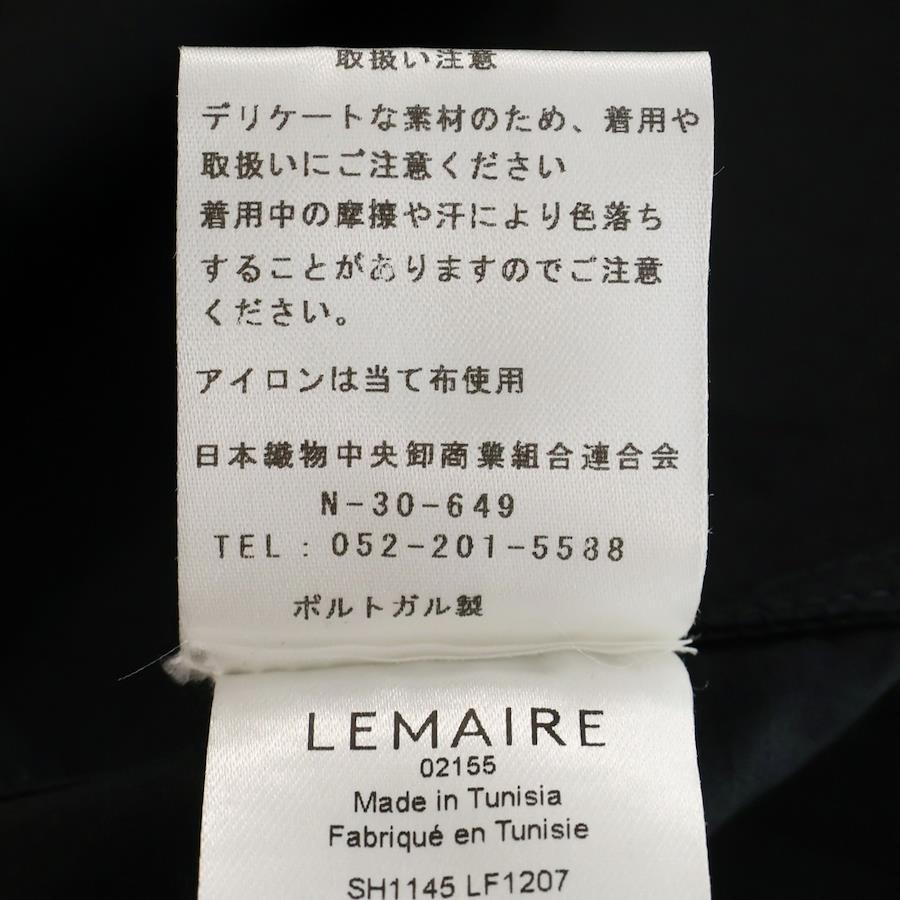 取扱い注意
デリケートな素材のため、着用や
取扱いにご注意ください
着用中の摩擦や汗により色落ち
することがありますのでご注意
ください。
アイロンは当て布使用
日本織物中央卸商業組合連合会
N-30-649
TEL：052-201-5588
ポルトガル製
LEMAIRE
02155
Made in Tunisia
Fabriqué en Tunisie
SH1145 LF1207